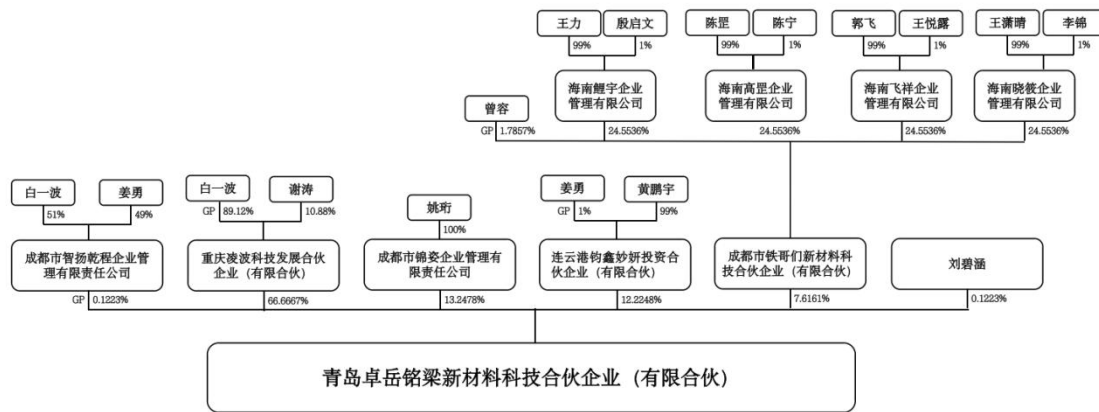 王力 殷启文 陈罡 陈宁 郭飞 王悦露 王潇晴 李锦
99% 1% 99% 1% 99% 1% 99% 1%
海南鲤宇企业 海南高罡企业 海南飞祥企业 海南晓筱企业
管理有限公司 管理有限公司 管理有限公司 管理有限公司
曾容
GP 1.7857% 24.5536% 24.5536% 24.5536% 24.5536%
白一波 姜勇 白一波 谢涛 姚珩 姜勇 黄鹏宇
51% 49% GP 89.12% 10.88% 100% GP 1% 99%
成都市智扬乾程企业管 重庆凌波科技发展合伙 成都市锦姿企业管理有 连云港钧鑫妙妍投资合 成都市铁哥们新材料科 刘碧涵
理有限责任公司 企业（有限合伙） 限责任公司 伙企业（有限合伙） 技合伙企业（有限合伙）
GP 0.1223% 66.6667% 13.2478% 12.2248% 7.6161% 0.1223%
青岛卓岳铭梁新材料科技合伙企业（有限合伙）